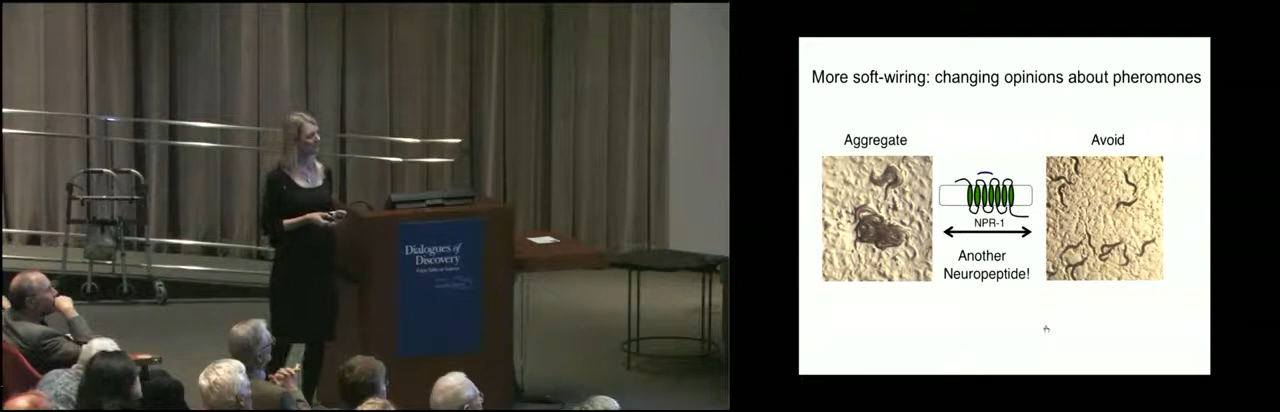 Dialogues of
Discovery
More soft-wiring: changing opinions about pheromones
Aggregate
Avoid
NPR-1
Another
Neuropeptide!